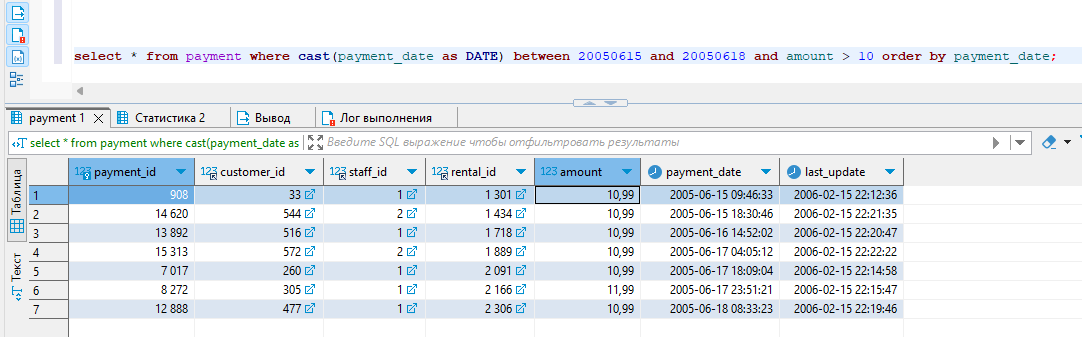 select * from payment where cast(payment_date as DATE) between 20050615 and 20050618 and amount > 10 order by payment_date;
payment 1 Статистика 2 Вывод Лог выполнения
select * from payment where cast(payment_date as Введите SQL выражение чтобы отфильтровать результаты
Таблица
Текст
123 payment_id 123 customer_id 123 staff_id 123 rental_id 123 amount payment_date last_update
1 908 33 1 1 301 10,99 2005-06-15 09:46:33 2006-02-15 22:12:36
2 14 620 544 2 1 434 10,99 2005-06-15 18:30:46 2006-02-15 22:21:35
3 13 892 516 1 1 718 10,99 2005-06-16 14:52:02 2006-02-15 22:20:47
4 15 313 572 2 1 889 10,99 2005-06-17 04:05:12 2006-02-15 22:22:22
5 7 017 260 1 2 091 10,99 2005-06-17 18:09:04 2006-02-15 22:14:58
6 8 272 305 1 2 166 11,99 2005-06-17 23:51:21 2006-02-15 22:15:47
7 12 888 477 1 2 306 10,99 2005-06-18 08:33:23 2006-02-15 22:19:46